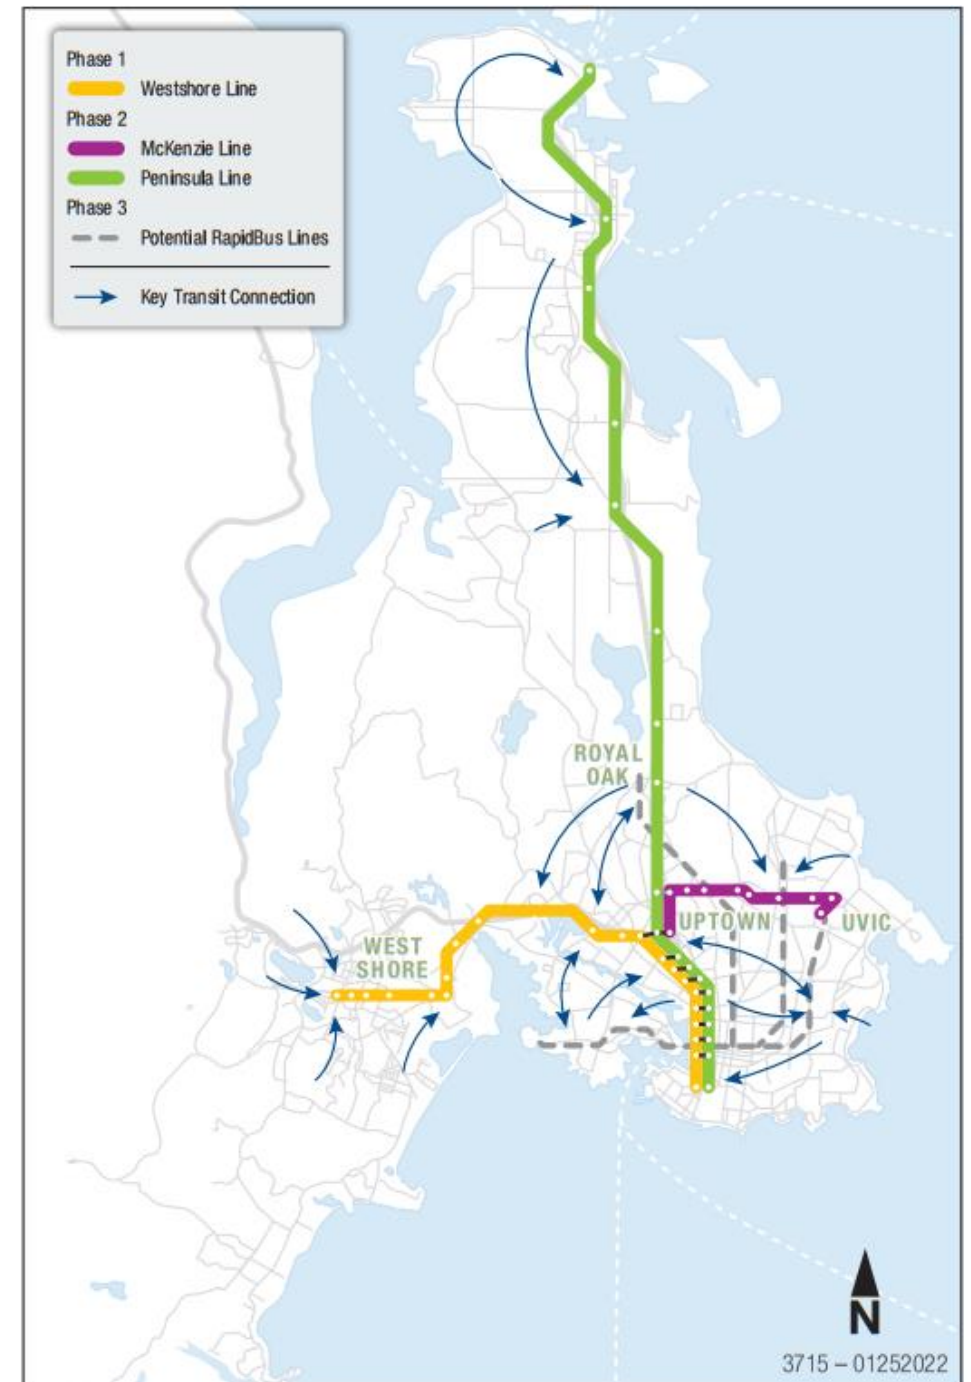 Phase 1
Westshore Line
Phase 2
McKenzie Line
Peninsula Line
Phase 3
Potential RapidBus Lines
Key Transit Connection
ROYAL
OAK
UPTOWN
UVIC
WEST
SHORE
N
3715 – 01252022